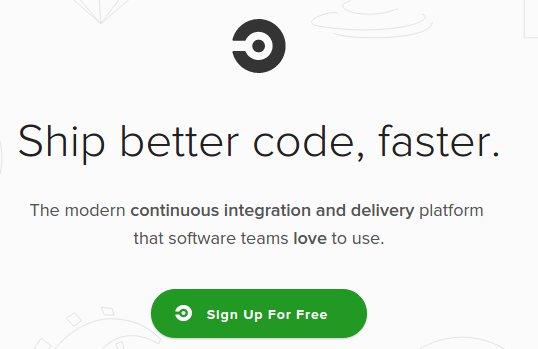 Ship better code, faster.
The modern continuous integration and delivery platform
that software teams love to use.
Sign Up For Free